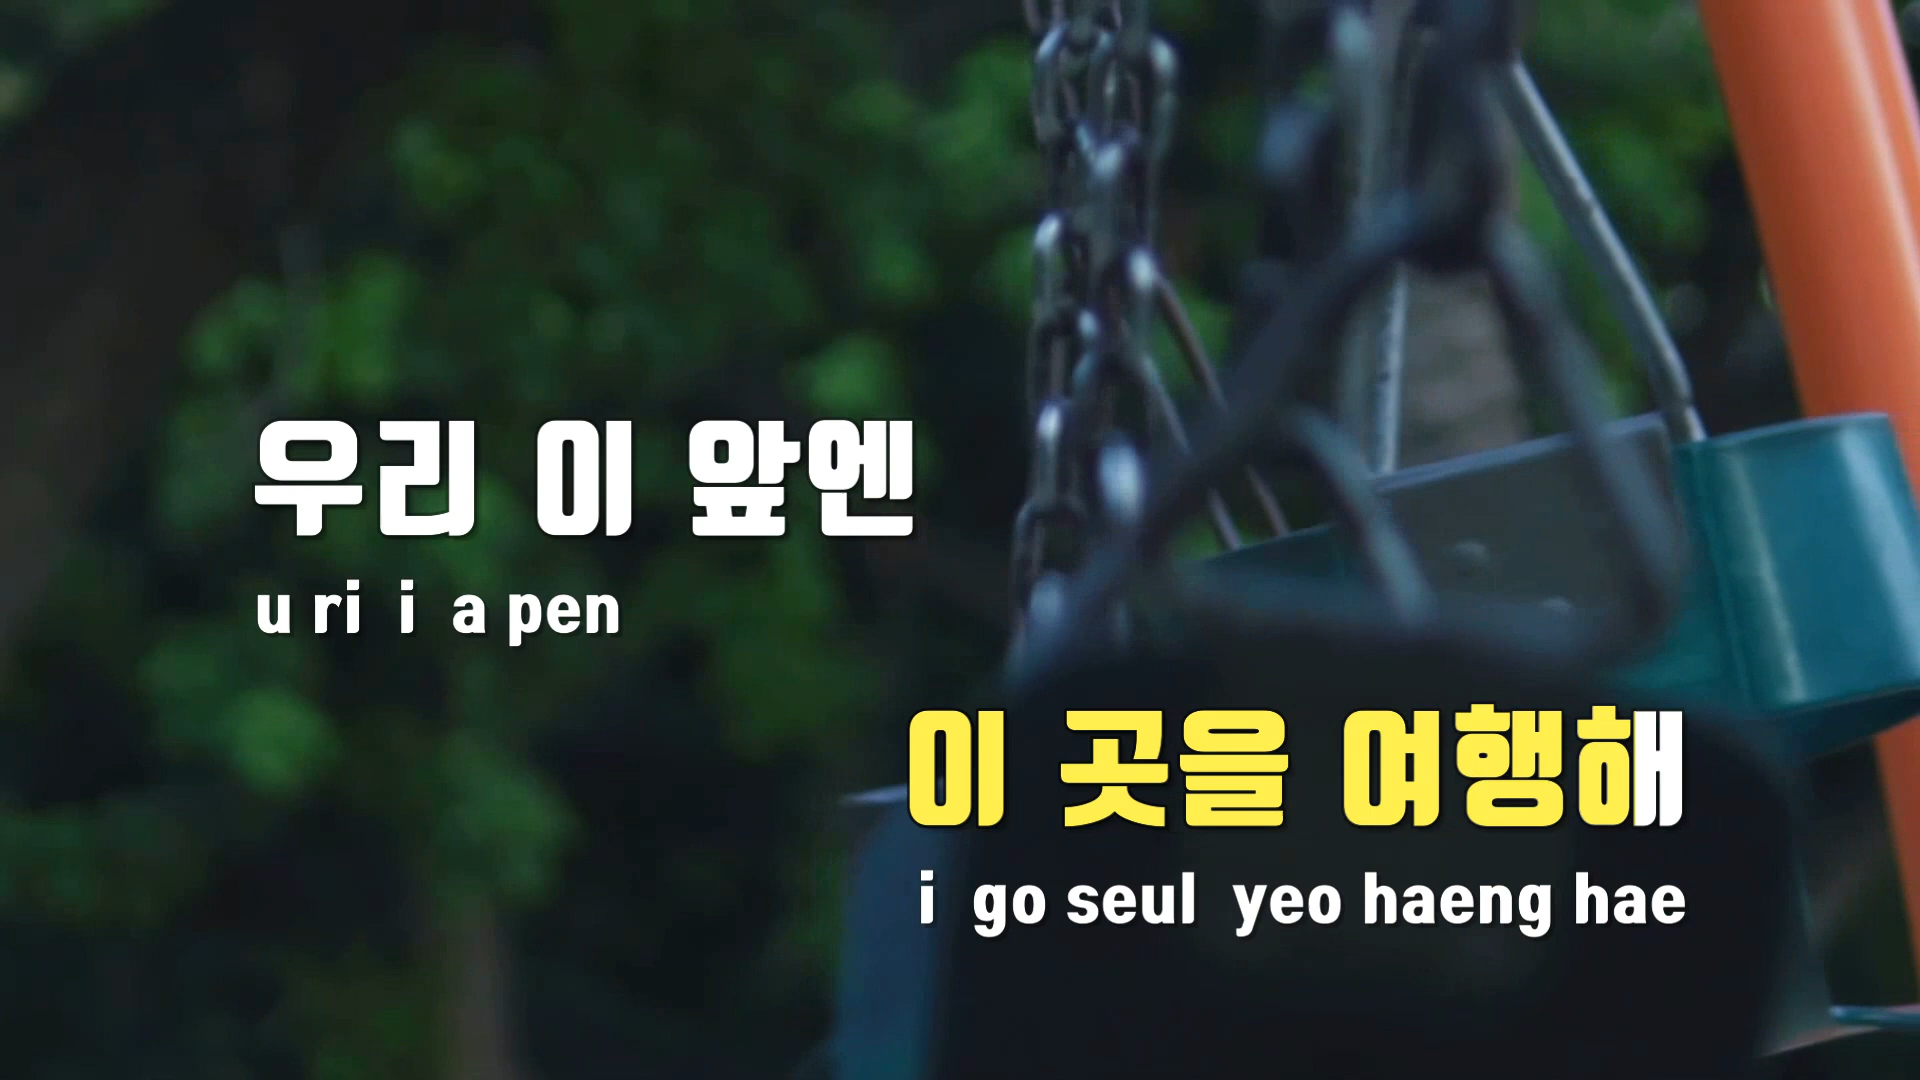 우리 이 앞엔
u ri i a pen
이 곳을 여행해
i go seul yeo haeng hae